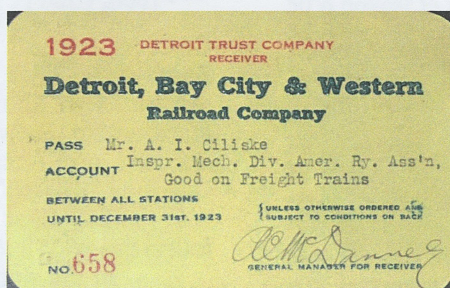 1923 DETROIT TRUST COMPANY
RECEIVER
Detroit, Bay City & Western
Railroad Company
PASS Mr. A. I. Ciliske
ACCOUNT Inspr. Mech. Div. Amer. Ry. Ass'n,
Good on Freight Trains
BETWEEN ALL STATIONS
UNTIL DECEMBER 31ST, 1923
UNLESS OTHERWISE ORDERED AND
SUBJECT TO CONDITIONS ON BACK
NO. 658
GENERAL MANAGER FOR RECEIVER